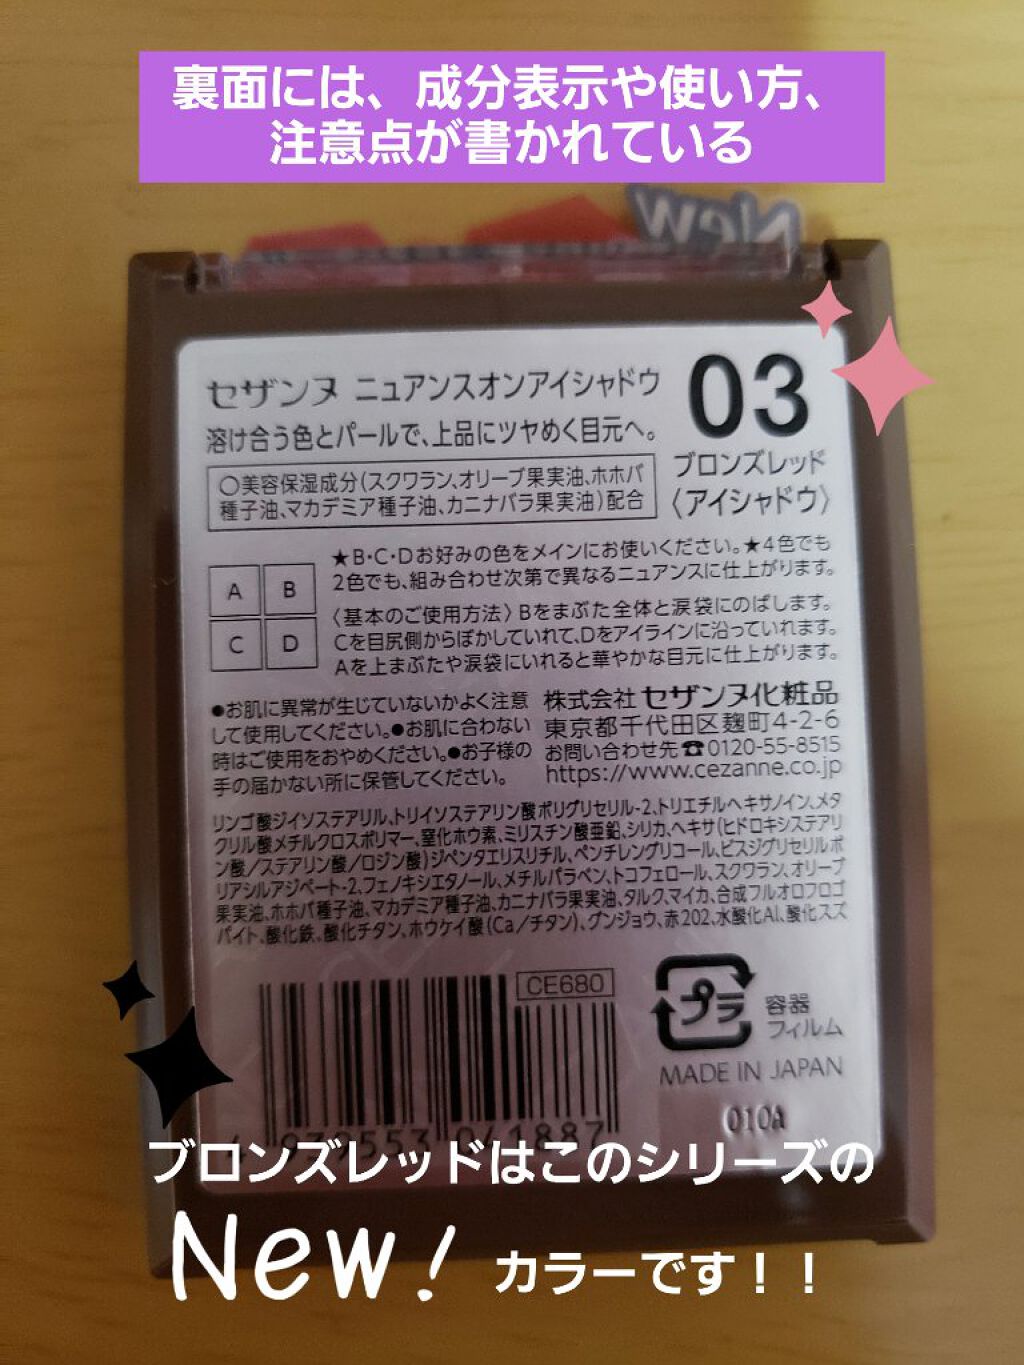 裏面には、成分表示や使い方、
注意点が書かれている
New
セザンヌ ニュアンスオンアイシャドウ
溶け合う色とパールで、上品にツヤめく目元へ。
03
ブロンズレッド
〈アイシャドウ〉
○美容保湿成分(スクワラン、オリーブ果実油、ホホバ
種子油、マカデミア種子油、カニナバラ果実油)配合
A B
C D
★B・C・Dお好みの色をメインにお使いください。★4色でも
2色でも、組み合わせ次第で異なるニュアンスに仕上がります。
〈基本のご使用方法〉Bをまぶた全体と涙袋にのばします。
Cを目尻側からぼかしていれて、Dをアイラインに沿っていれます。
Aを上まぶたや涙袋にいれると華やかな目元に仕上がります。
●お肌に異常が生じていないかよく注意
して使用してください。●お肌に合わない
時はご使用をおやめください。●お子様の
手の届かない所に保管してください。
株式会社 セザンヌ化粧品
東京都千代田区麹町4-2-6
お問い合わせ先☎0120-55-8515
https://www.cezanne.co.jp
リンゴ酸ジイソステアリル、トリイソステアリン酸ポリグリセリル-2、トリエチルヘキサノイン、メタ
クリル酸メチルクロスポリマー、窒化ホウ素、ミリスチン酸亜鉛、シリカ、ヘキサ(ヒドロキシステアリ
ン酸/ステアリン酸/ロジン酸)ジペンタエリスリチル、ペンチレングリコール、ビスジグリセリルポ
リアシルアジペート-2、フェノキシエタノール、メチルパラベン、トコフェロール、スクワラン、オリーブ
果実油、ホホバ種子油、マカデミア種子油、カニナバラ果実油、タルク、マイカ、合成フルオロフロゴ
パイト、酸化鉄、酸化チタン、ホウケイ酸(Ca/チタン)、グンジョウ、赤202、水酸化Al、酸化スズ
CE680
4 939553 041887
プラ
容器
フィルム
MADE IN JAPAN
010A
ブロンズレッドはこのシリーズの
New!
カラーです！！